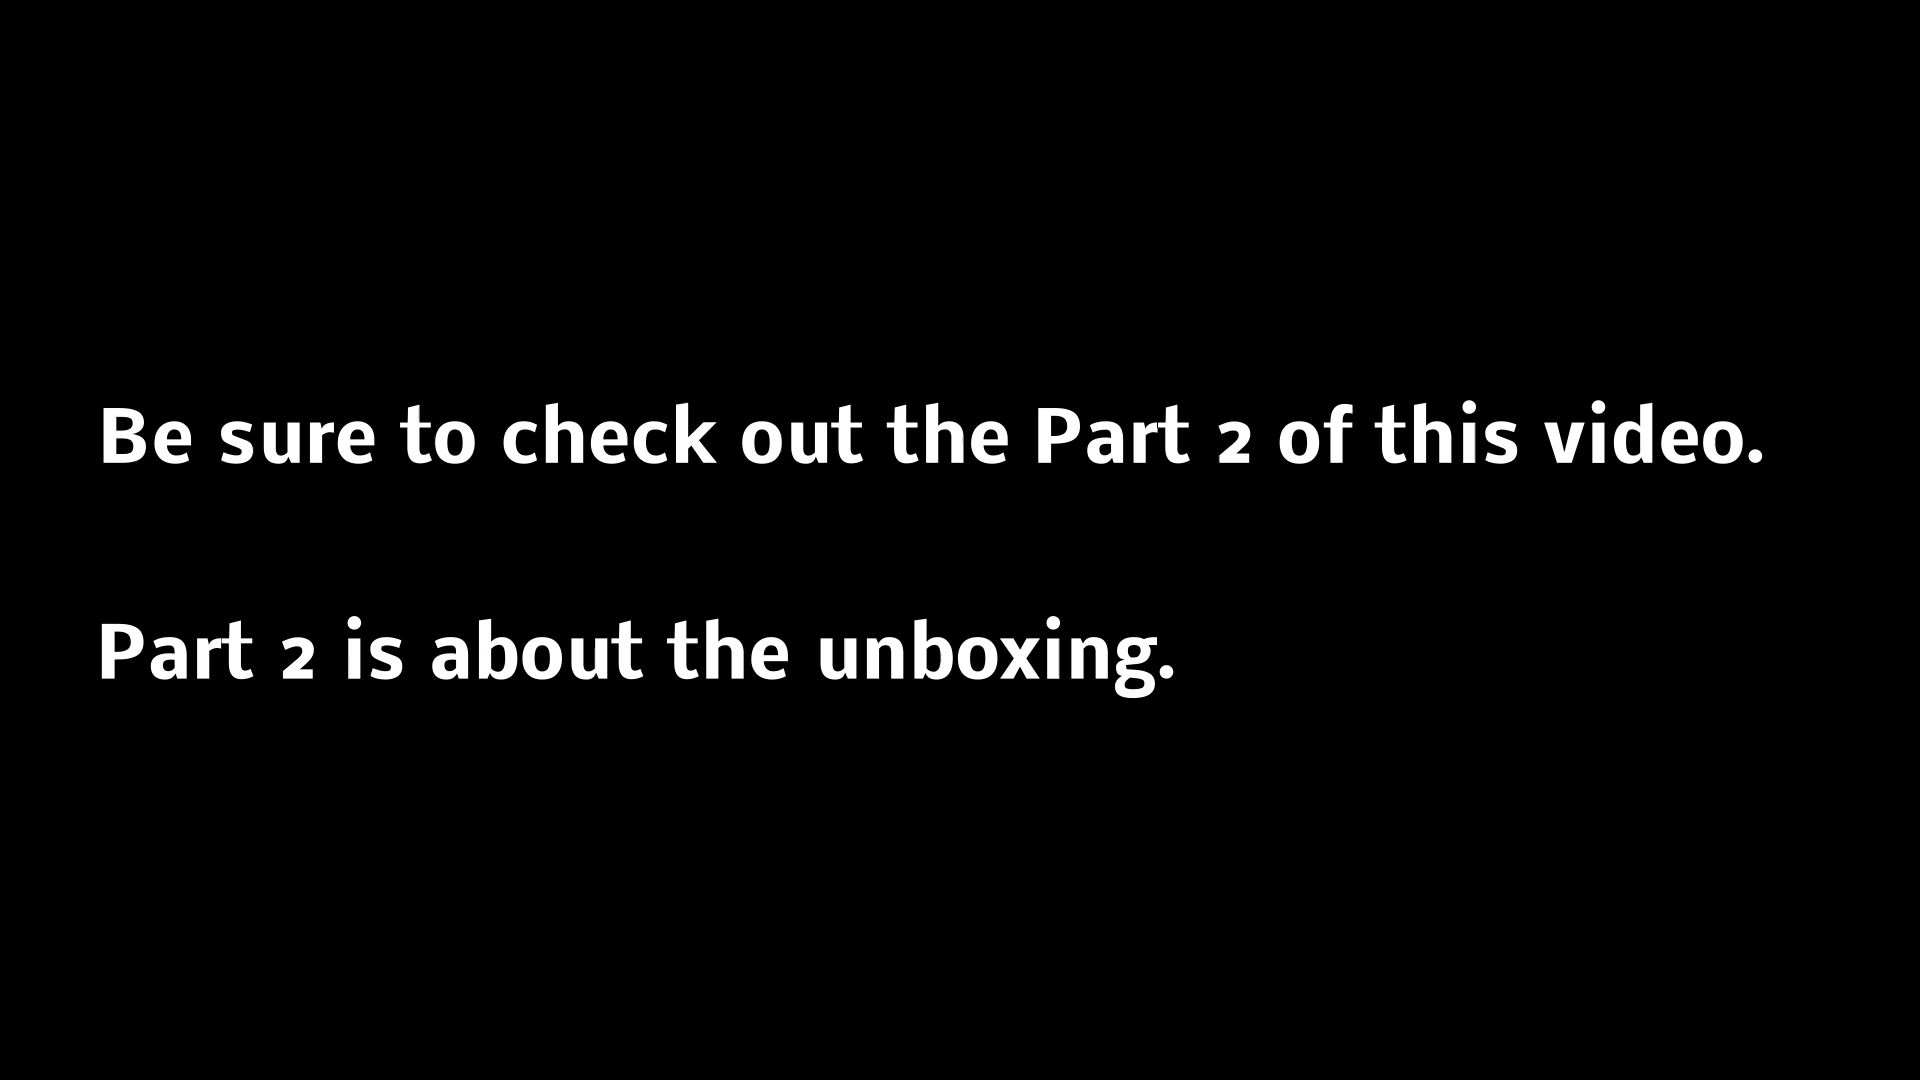 Be sure to check out the Part 2 of this video.
Part 2 is about the unboxing.